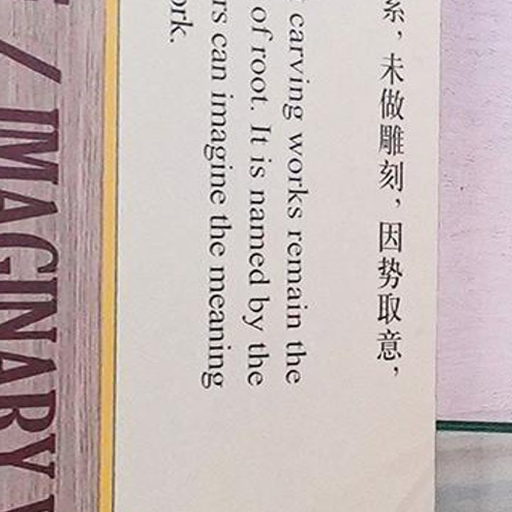 系，未做雕刻，因势取意，
carving works remain the
of root. It is named by the
rs can imagine the meaning
ork.
/ IMAGINARY